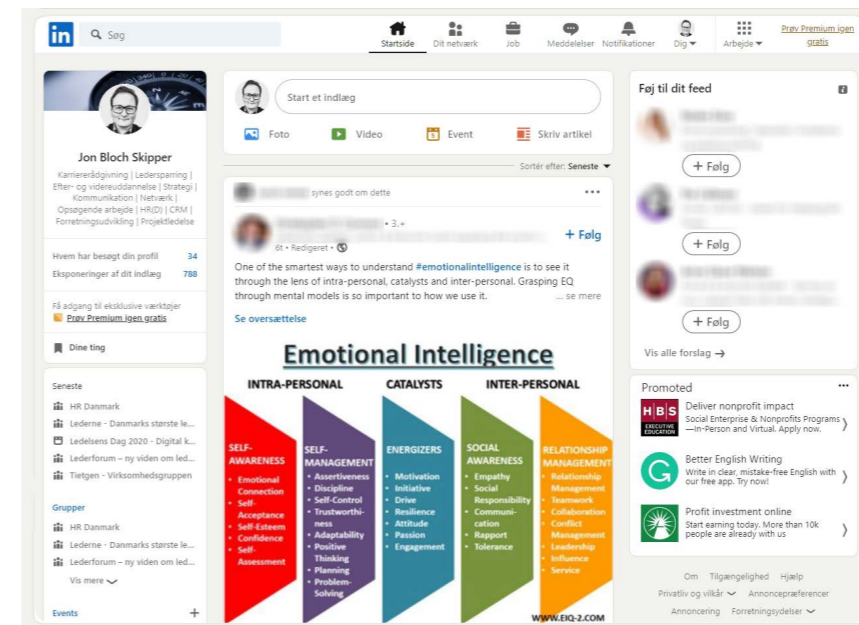 in
Søg
Startside
Dit netværk
Job
Meddelelser
Notifikationer
Dig
Arbejde
Prøv Premium igen
gratis
Jon Bloch Skipper
Karriererådgivning | Ledersparring |
Efter- og videreuddannelse | Strategi |
Kommunikation | Netværk |
Opsøgende arbejde | HR(D) | CRM |
Forretningsudvikling | Projektledelse
Hvem har besøgt din profil 34
Eksponeringer af dit indlæg 788
Få adgang til eksklusive værktøjer
Prøv Premium igen gratis
Dine ting
Seneste
HR Danmark
Lederne - Danmarks største le...
Ledelsens Dag 2020 - Digital k...
Lederforum – ny viden om led...
Tietgen - Virksomhedsgruppen
Grupper
HR Danmark
Lederne - Danmarks største le...
Lederforum – ny viden om led...
Vis mere
Events +
Start et indlæg
Foto
Video
Event
Skriv artikel
Sortér efter: Seneste
synes godt om dette
• 3.+
+ Følg
6t • Redigeret •
One of the smartest ways to understand #emotionalintelligence is to see it
through the lens of intra-personal, catalysts and inter-personal. Grasping EQ
through mental models is so important to how we use it. ... se mere
Se oversættelse
Emotional Intelligence
INTRA-PERSONAL
CATALYSTS
INTER-PERSONAL
SELF-
AWARENESS
• Emotional
Connection
• Self-
Acceptance
• Self-Esteem
• Confidence
• Self-
Assessment
SELF-
MANAGEMENT
• Assertiveness
• Discipline
• Self-Control
• Trustworthi-
ness
• Adaptability
• Positive
Thinking
• Planning
• Problem-
Solving
ENERGIZERS
• Motivation
• Initiative
• Drive
• Resilience
• Attitude
• Passion
• Engagement
SOCIAL
AWARENESS
• Empathy
• Social
Responsibility
• Communi-
cation
• Rapport
• Tolerance
RELATIONSHIP
MANAGEMENT
• Relationship
Management
• Teamwork
• Collaboration
• Conflict
Management
• Leadership
• Influence
• Service
WWW.EIQ-2.COM
Føj til dit feed
+ Følg
+ Følg
+ Følg
Vis alle forslag →
Promoted
HBS
EXECUTIVE
EDUCATION
Deliver nonprofit impact
Social Enterprise & Nonprofits Programs
—In-Person and Virtual. Apply now.
Better English Writing
Write in clear, mistake-free English with
our free app. Try now!
Profit investment online
Start earning today. More than 10k
people are already with us
Om Tilgængelighed Hjælp
Privatliv og vilkår Annoncepræferencer
Annoncering Forretningsydelser